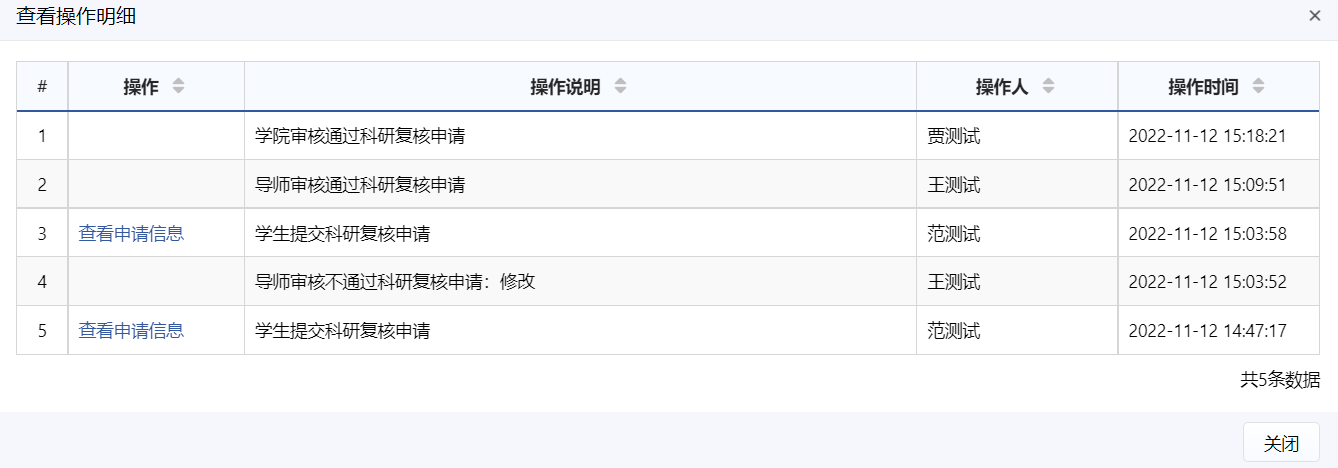 查看操作明细 ×
# 操作 操作说明 操作人 操作时间
1 学院审核通过科研复核申请 贾测试 2022-11-12 15:18:21
2 导师审核通过科研复核申请 王测试 2022-11-12 15:09:51
3 查看申请信息 学生提交科研复核申请 范测试 2022-11-12 15:03:58
4 导师审核不通过科研复核申请：修改 王测试 2022-11-12 15:03:52
5 查看申请信息 学生提交科研复核申请 范测试 2022-11-12 14:47:17
共5条数据
关闭